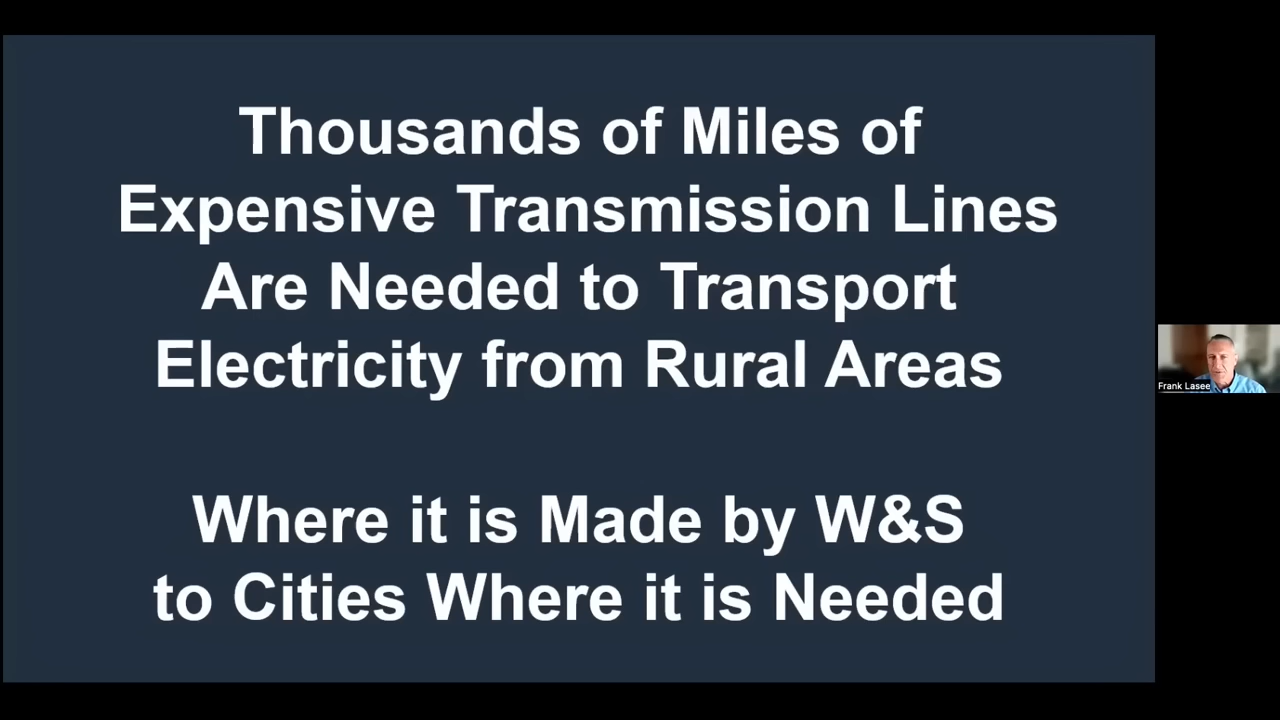 Thousands of Miles of
Expensive Transmission Lines
Are Needed to Transport
Electricity from Rural Areas
Where it is Made by W&S
to Cities Where it is Needed
Frank Lasee